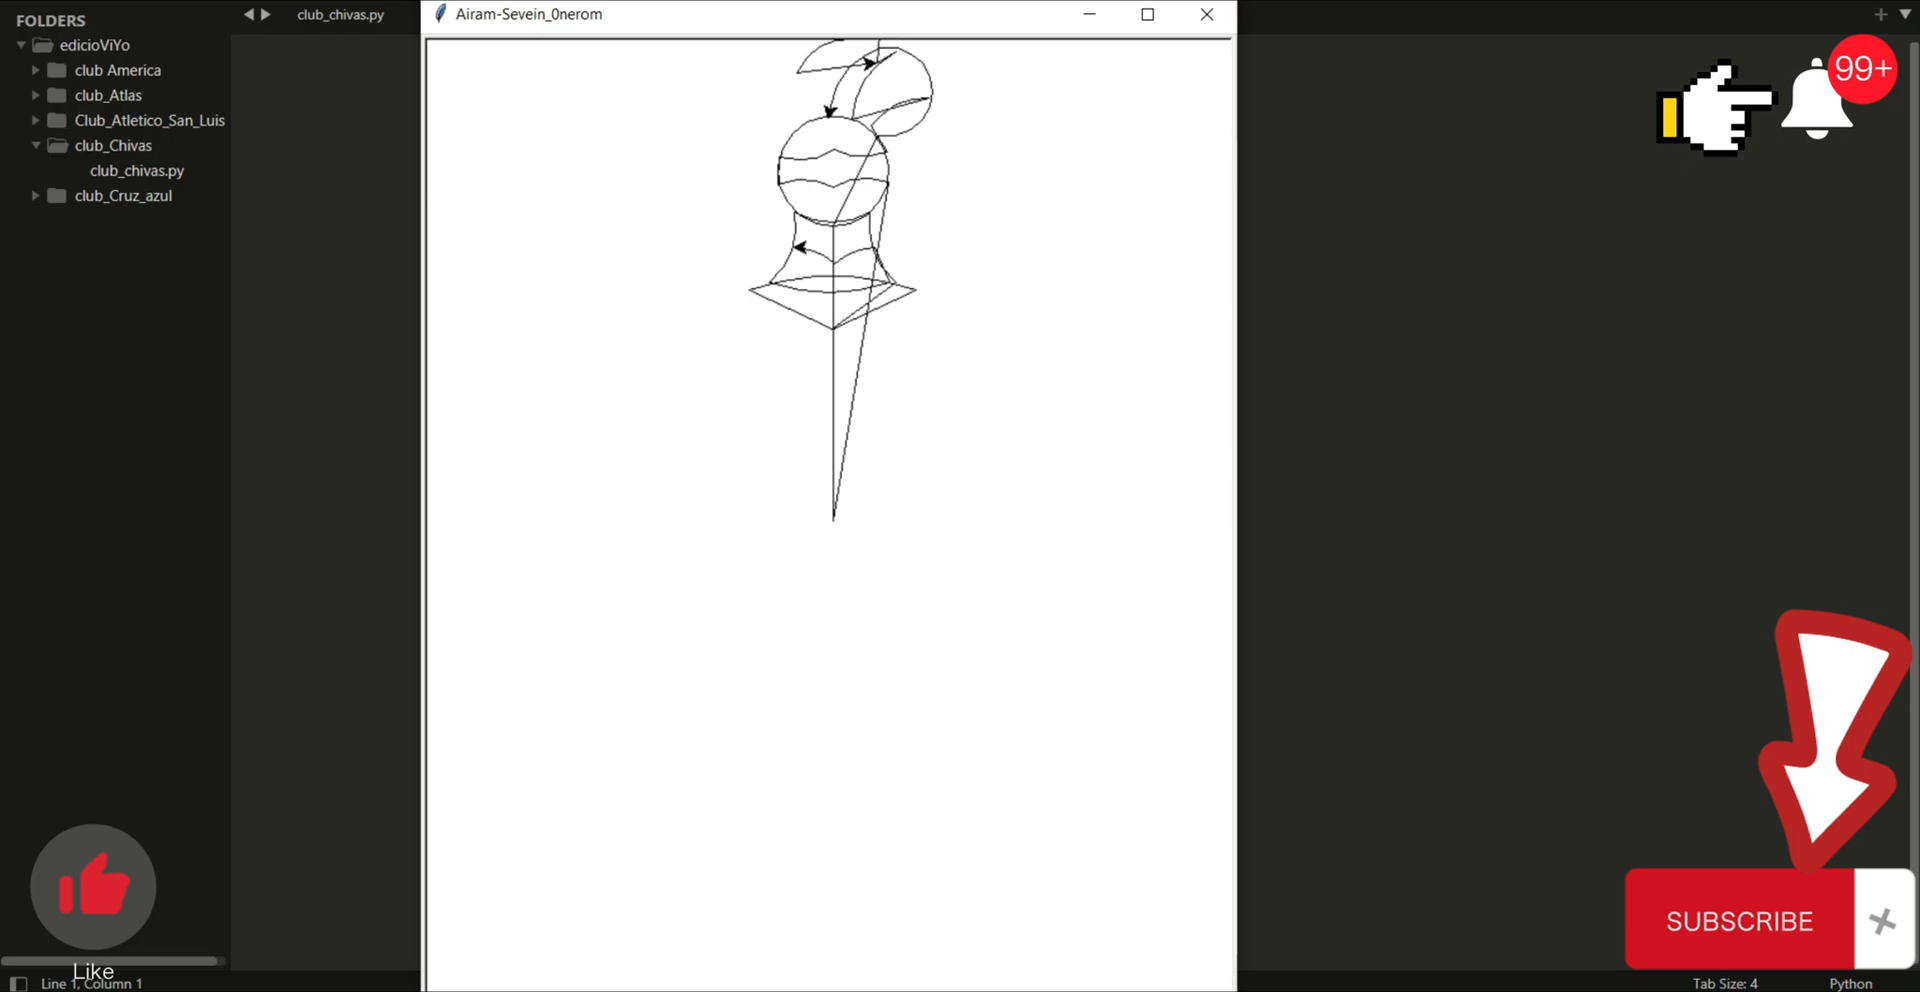 FOLDERS
edicioViYo
club America
club_Atlas
Club_Atletico_San_Luis
club_Chivas
club_chivas.py
club_Cruz_azul
club_chivas.py
Airam-Sevein_0nerom
99+
SUBSCRIBE
Like
Line 1, Column 1
Tab Size: 4
Python